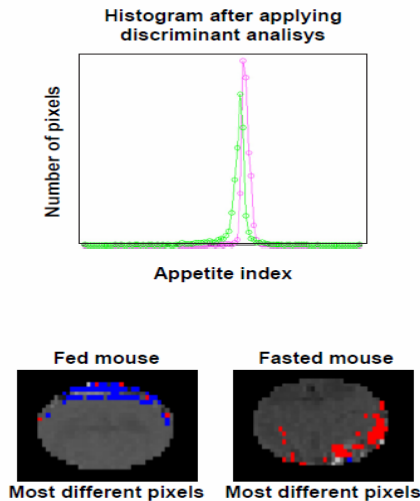 Histogram after applying
discriminant analisys
Number of pixels
Appetite index
Fed mouse
Fasted mouse
Most different pixels
Most different pixels